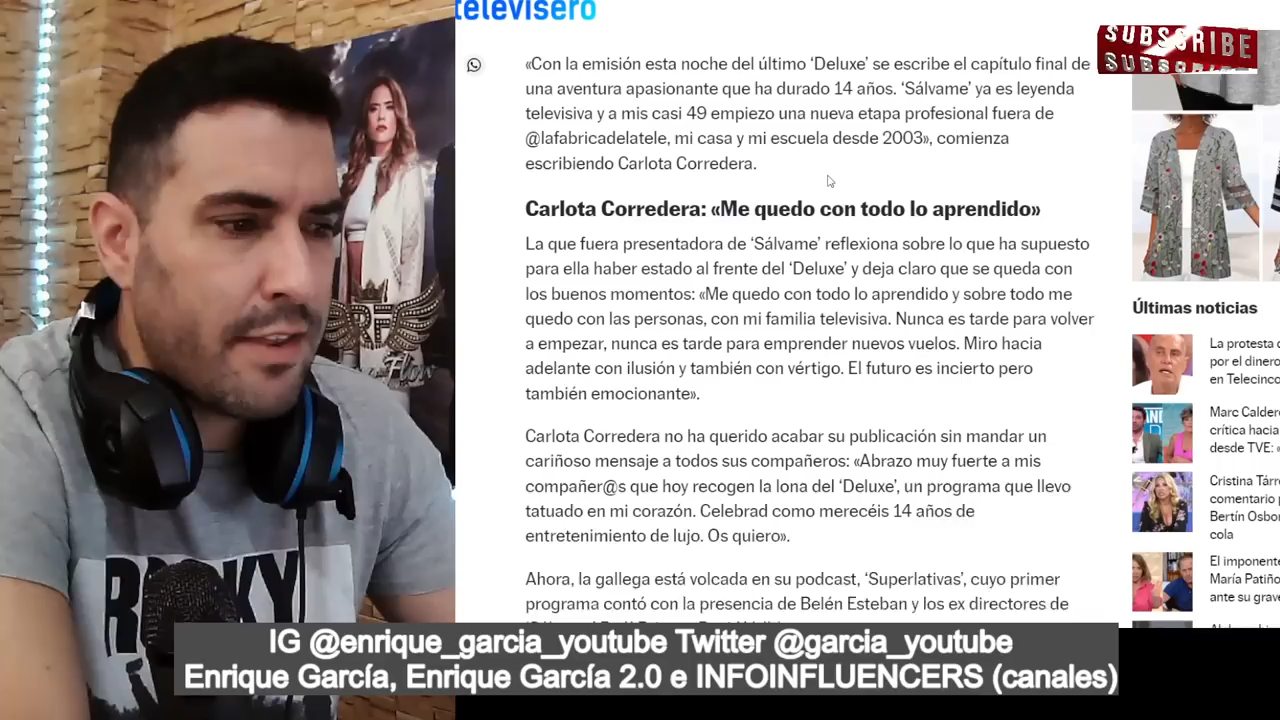 televisero
SUBSCRIBE
SUBSCRIBE
«Con la emisión esta noche del último ‘Deluxe’ se escribe el capítulo final de
una aventura apasionante que ha durado 14 años. ‘Sálvame’ ya es leyenda
televisiva y a mis casi 49 empiezo una nueva etapa profesional fuera de
@lafabricadelatele, mi casa y mi escuela desde 2003», comienza
escribiendo Carlota Corredera.
Carlota Corredera: «Me quedo con todo lo aprendido»
La que fuera presentadora de ‘Sálvame’ reflexiona sobre lo que ha supuesto
para ella haber estado al frente del ‘Deluxe’ y deja claro que se queda con
los buenos momentos: «Me quedo con todo lo aprendido y sobre todo me
quedo con las personas, con mi familia televisiva. Nunca es tarde para volver
a empezar, nunca es tarde para emprender nuevos vuelos. Miro hacia
adelante con ilusión y también con vértigo. El futuro es incierto pero
también emocionante».
Carlota Corredera no ha querido acabar su publicación sin mandar un
cariñoso mensaje a todos sus compañeros: «Abrazo muy fuerte a mis
compañer@s que hoy recogen la lona del ‘Deluxe’, un programa que llevo
tatuado en mi corazón. Celebrad como merecéis 14 años de
entretenimiento de lujo. Os quiero».
Ahora, la gallega está volcada en su podcast, ‘Superlativas’, cuyo primer
programa contó con la presencia de Belén Esteban y los ex directores de
Últimas noticias
La protesta
por el dinero
en Telecinco
Marc Calder
crítica hacia
desde TVE:
Cristina Tárre
comentario
Bertín Osbor
cola
El imponente
María Patiño
ante su grave
RF
Flow
ROCKY
IG @enrique_garcia_youtube Twitter @garcia_youtube
Enrique García, Enrique García 2.0 e INFOINFLUENCERS (canales)